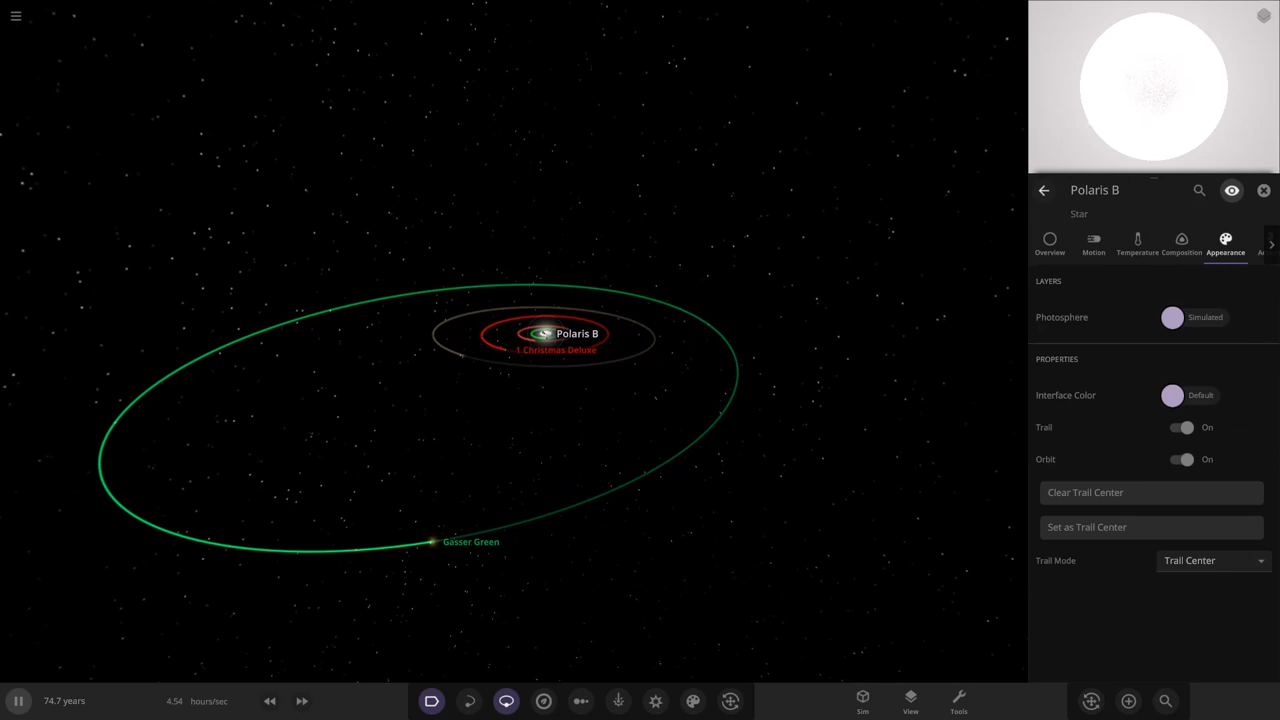 Polaris B
Star
Overview
Motion
Temperature
Composition
Appearance
LAYERS
Photosphere
Simulated
PROPERTIES
Interface Color
Default
Trail
On
Orbit
On
Clear Trail Center
Set as Trail Center
Trail Mode
Trail Center
Polaris B
1 Christmas Deluxe
Gasser Green
74.7 years
4.54 hours/sec
Sim
View
Tools